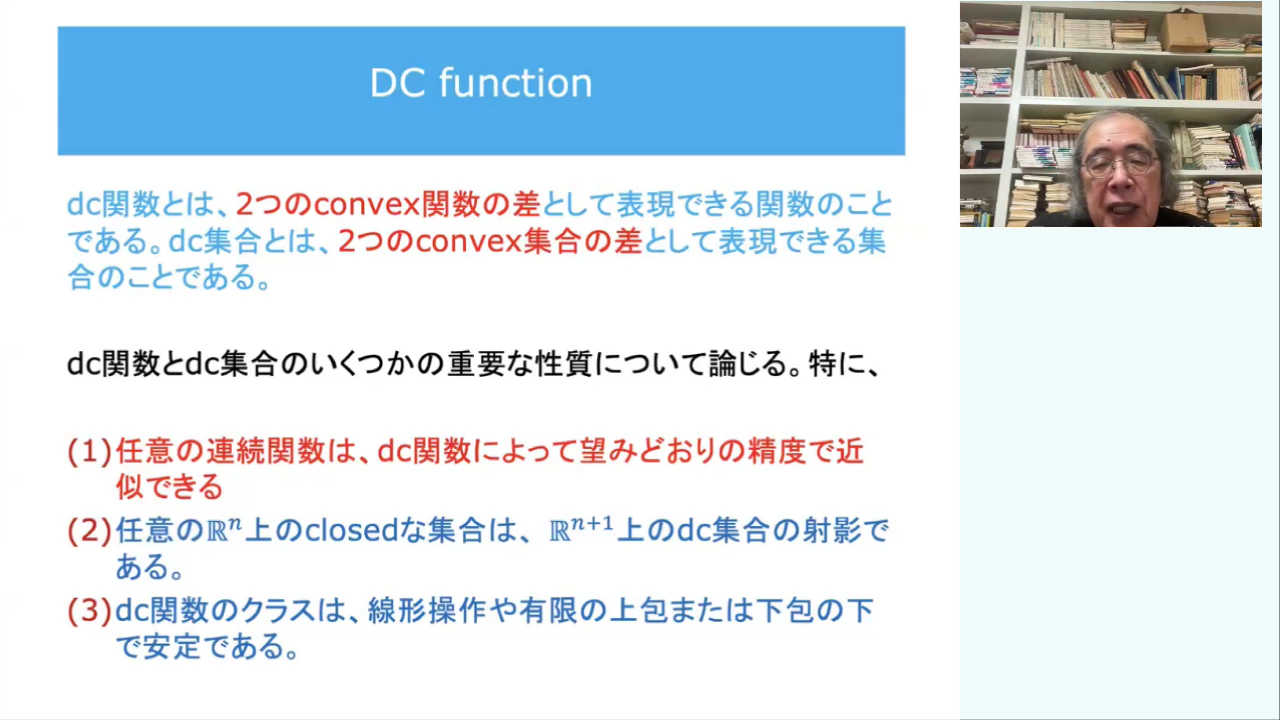 DC function
dc関数とは、2つのconvex関数の差として表現できる関数のこと
である。dc集合とは、2つのconvex集合の差として表現できる集
合のことである。
dc関数とdc集合のいくつかの重要な性質について論じる。特に、
(1)任意の連続関数は、dc関数によって望みどおりの精度で近
似できる
(2)任意のℝⁿ上のclosedな集合は、ℝⁿ⁺¹上のdc集合の射影で
ある。
(3)dc関数のクラスは、線形操作や有限の上包または下包の下
で安定である。